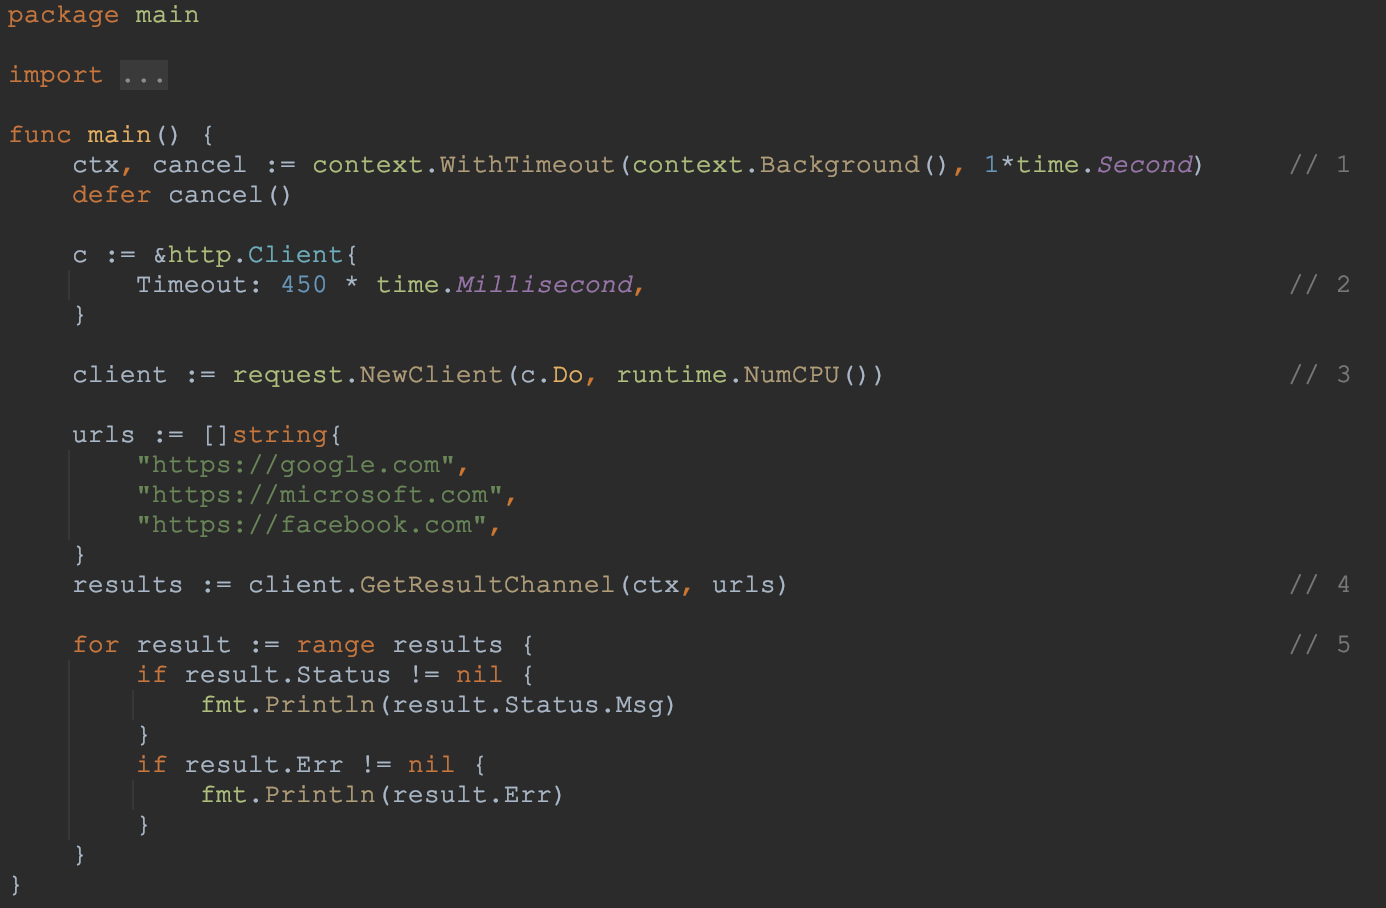 package main
import ...
func main() {
ctx, cancel := context.WithTimeout(context.Background(), 1*time.Second) // 1
defer cancel()
c := &http.Client{
Timeout: 450 * time.Millisecond, // 2
}
client := request.NewClient(c.Do, runtime.NumCPU()) // 3
urls := []string{
"https://google.com",
"https://microsoft.com",
"https://facebook.com",
}
results := client.GetResultChannel(ctx, urls) // 4
for result := range results { // 5
if result.Status != nil {
fmt.Println(result.Status.Msg)
}
if result.Err != nil {
fmt.Println(result.Err)
}
}
}